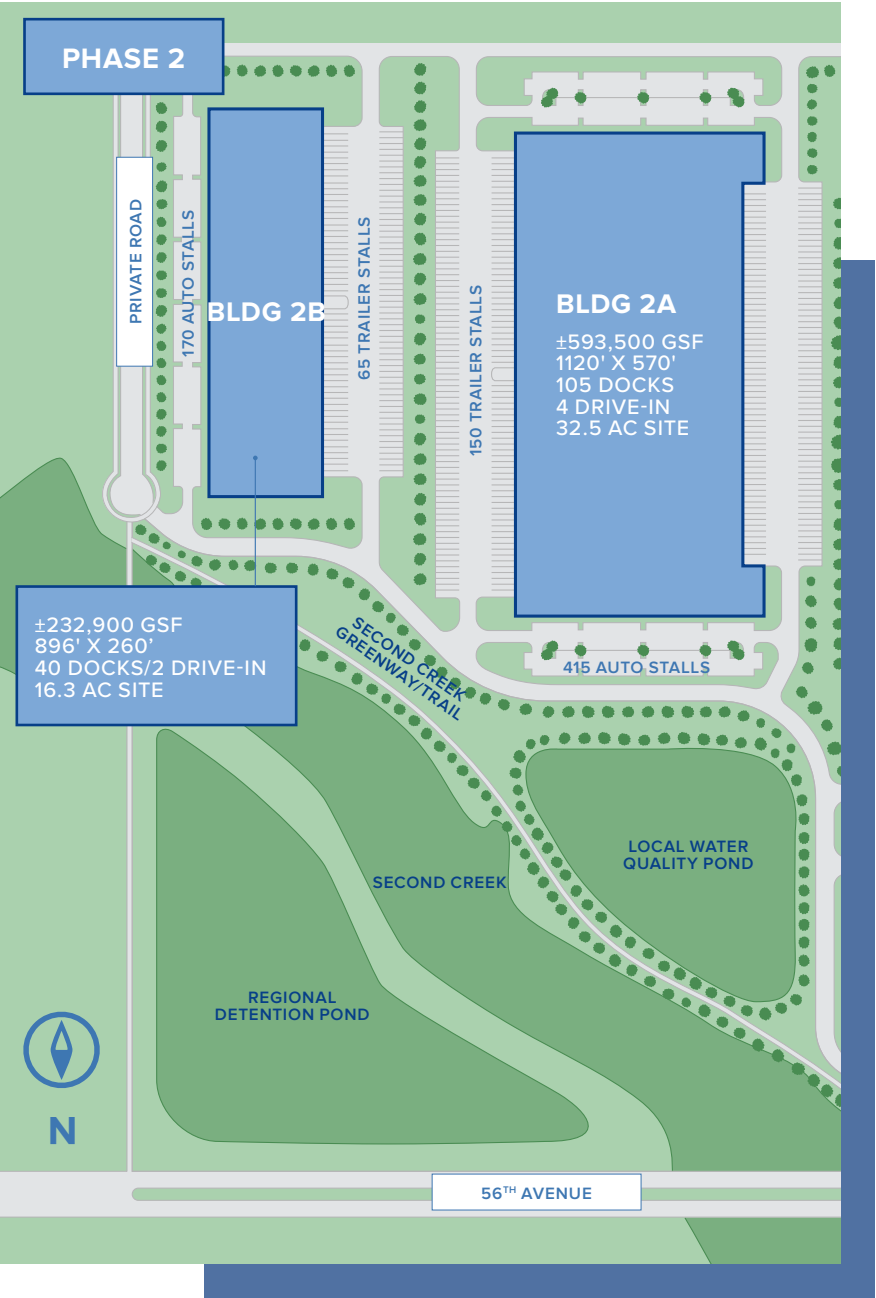 PHASE 2
PRIVATE ROAD
170 AUTO STALLS
BLDG 2B
65 TRAILER STALLS
150 TRAILER STALLS
BLDG 2A
±593,500 GSF
1120' X 570'
105 DOCKS
4 DRIVE-IN
32.5 AC SITE
±232,900 GSF
896' X 260’
40 DOCKS/2 DRIVE-IN
16.3 AC SITE
SECOND CREEK
GREENWAY/TRAIL
415 AUTO STALLS
LOCAL WATER
QUALITY POND
SECOND CREEK
REGIONAL
DETENTION POND
N
56TH AVENUE